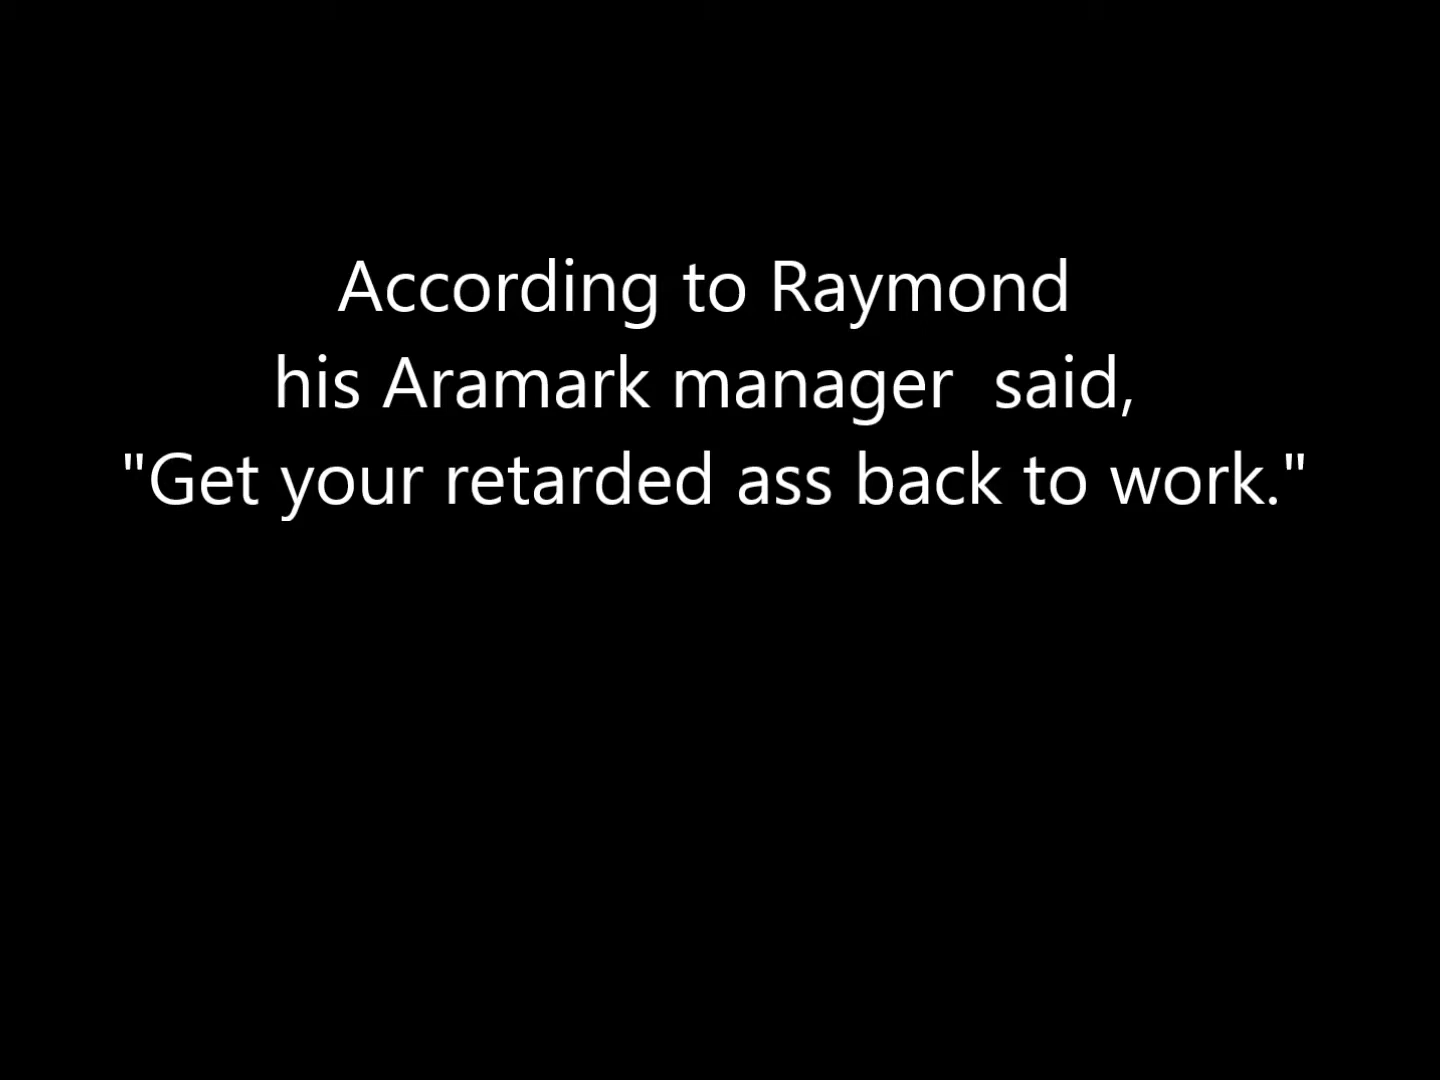 According to Raymond
his Aramark manager  said,
"Get your retarded ass back to work."